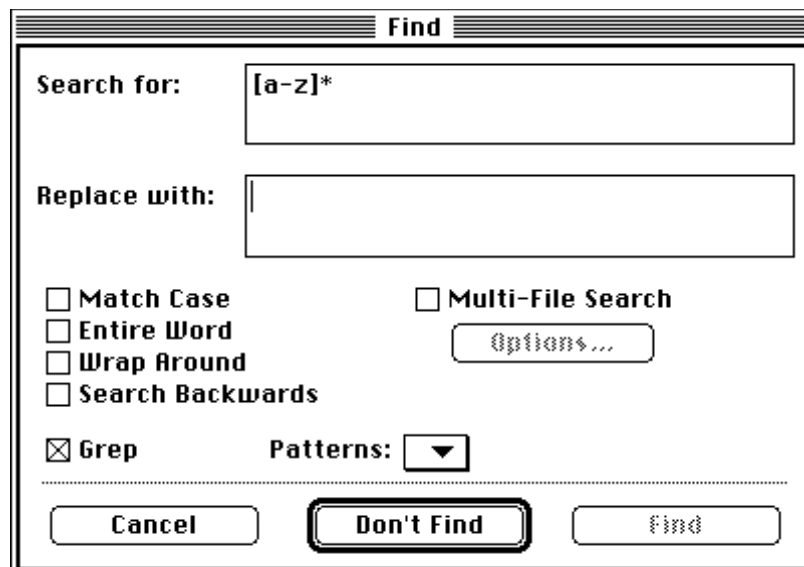 Find
Search for: [a-z]*
Replace with:
Match Case
Multi-File Search
Entire Word
Options...
Wrap Around
Search Backwards
Grep Patterns:
Cancel Don't Find Find